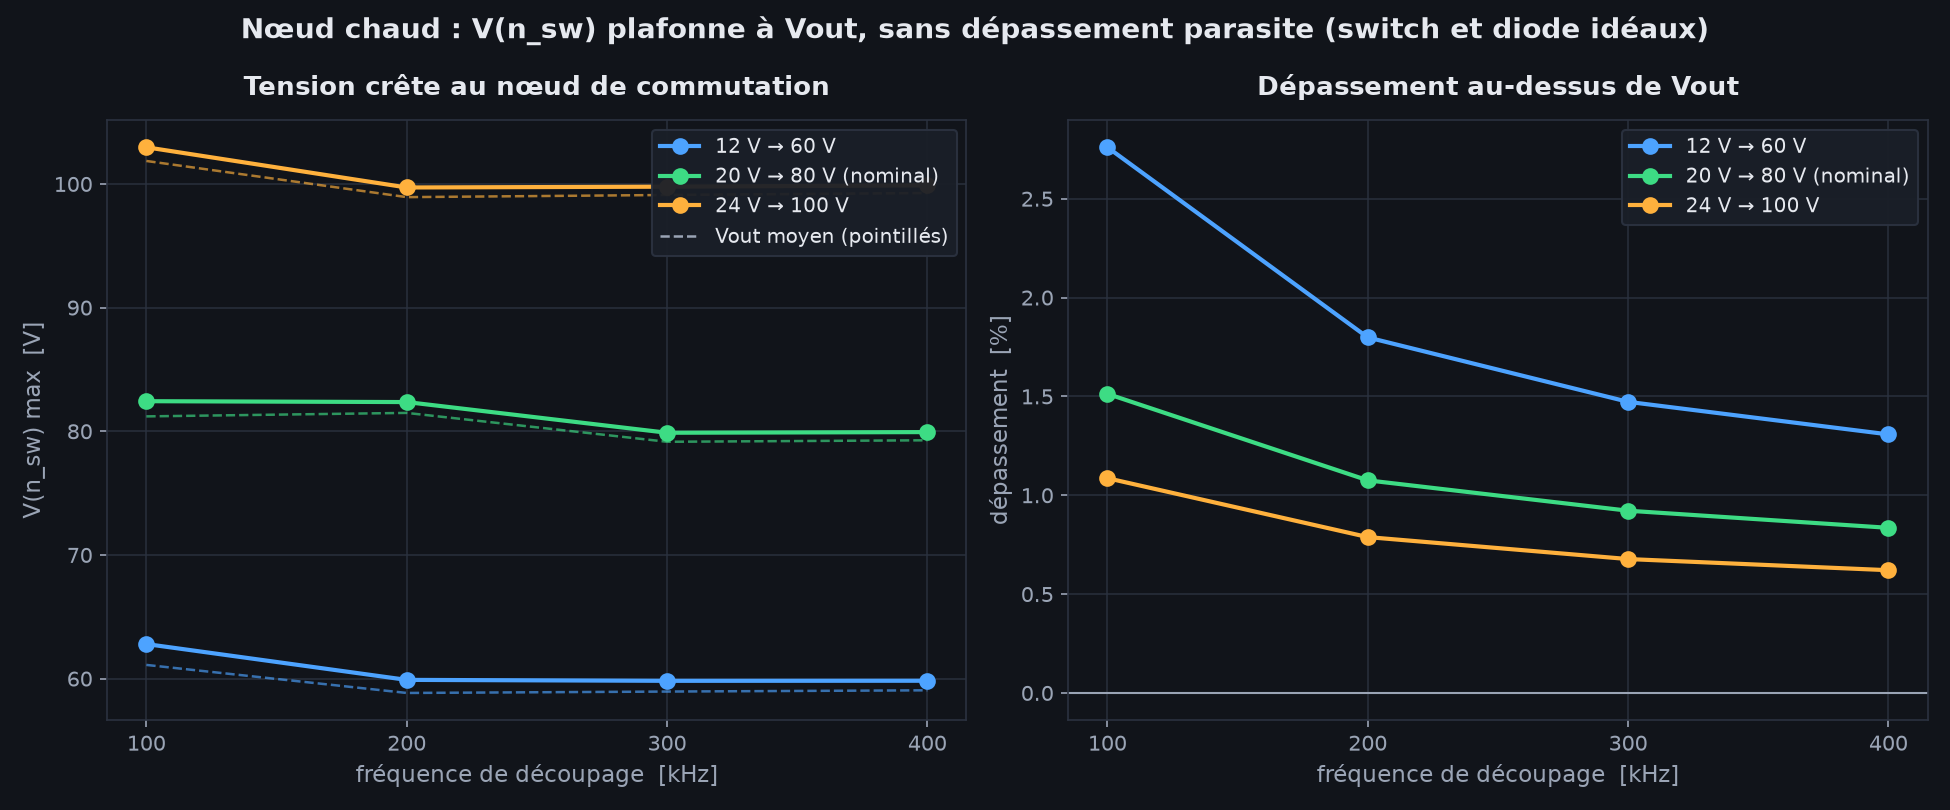 Nœud chaud : V(n_sw) plafonne à Vout, sans dépassement parasite (switch et diode idéaux)
Tension crête au nœud de commutation
V(n_sw) max [V]
100
90
80
70
60
12 V → 60 V
20 V → 80 V (nominal)
24 V → 100 V
Vout moyen (pointillés)
100
200
300
400
fréquence de découpage [kHz]
Dépassement au-dessus de Vout
dépassement [%]
2.5
2.0
1.5
1.0
0.5
0.0
12 V → 60 V
20 V → 80 V (nominal)
24 V → 100 V
100
200
300
400
fréquence de découpage [kHz]